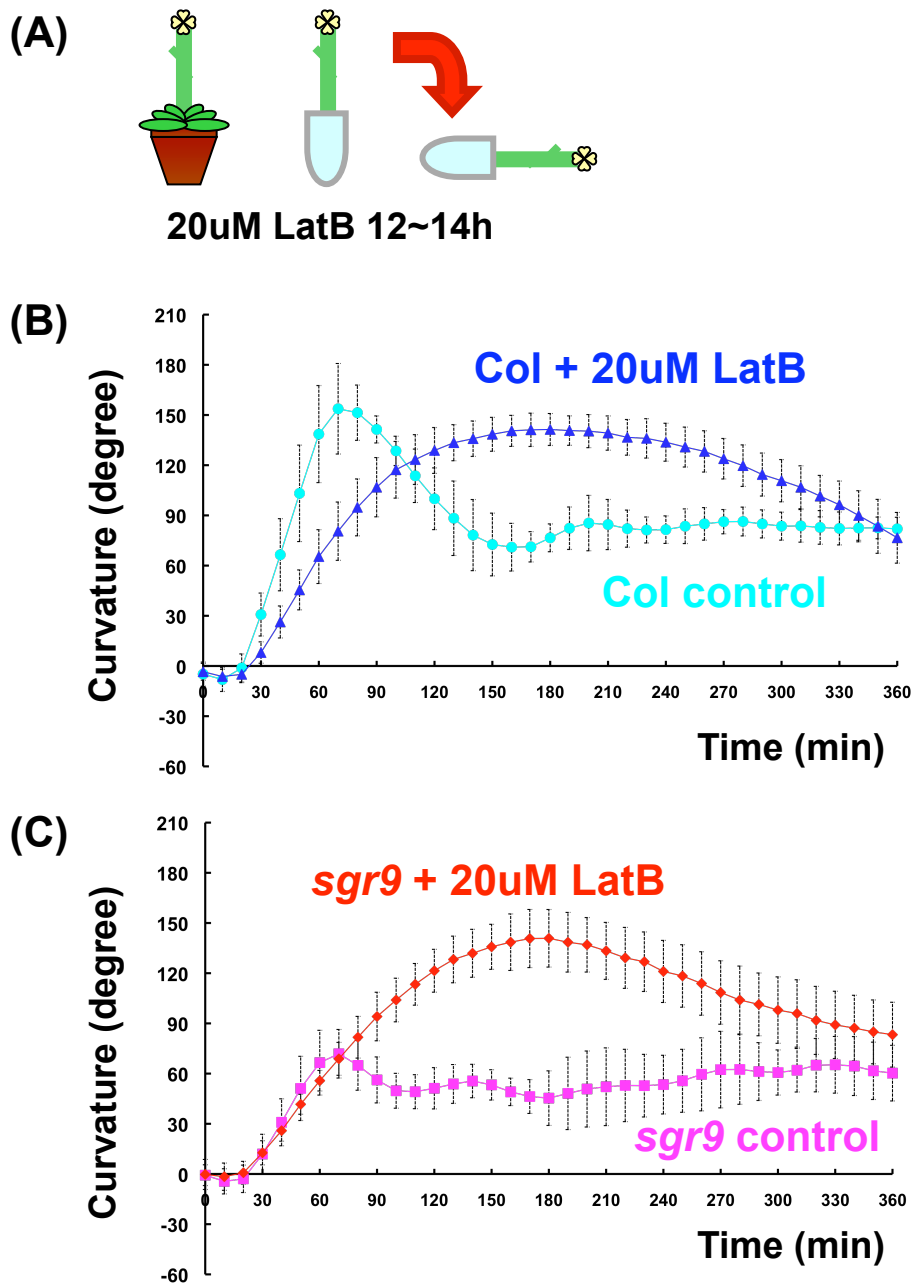 (A)
20uM LatB 12~14h
(B)
210
180
150
120
90
60
30
0
-30
-60
Curvature (degree)
Col + 20uM LatB
Col control
0 30 60 90 120 150 180 210 240 270 300 330 360
Time (min)
(C)
210
180
150
120
90
60
30
0
-30
-60
Curvature (degree)
sgr9 + 20uM LatB
sgr9 control
0 30 60 90 120 150 180 210 240 270 300 330 360
Time (min)